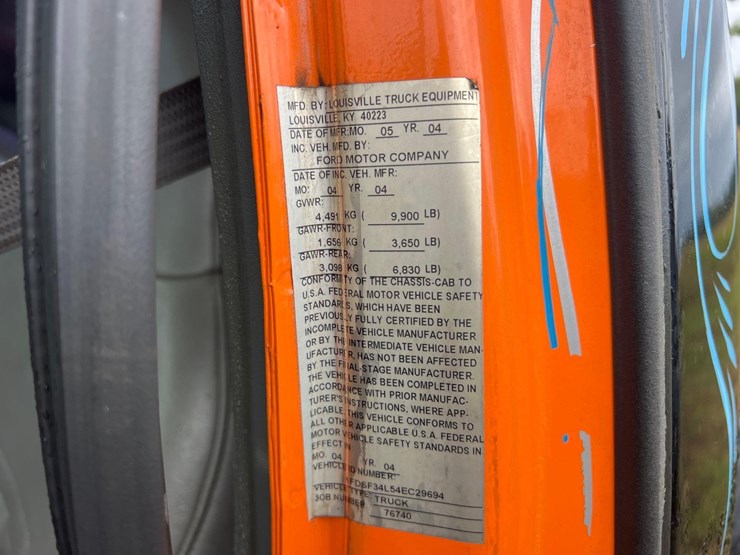 MFD. BY: LOUISVILLE TRUCK EQUIPMENT
LOUISVILLE, KY 40223
DATE OF MFR. MO. 05 YR. 04
INC. VEH. MFD. BY:
FORD MOTOR COMPANY
DATE OF INC. VEH. MFR:
MO: 04 YR. 04
GVWR:
4,491 KG ( 9,900 LB)
GAWR-FRONT:
1,656 KG ( 3,650 LB)
GAWR-REAR:
3,098 KG ( 6,830 LB)
CONFORMITY OF THE CHASSIS-CAB TO
U.S.A. FEDERAL MOTOR VEHICLE SAFETY
STANDARDS, WHICH HAVE BEEN
PREVIOUSLY FULLY CERTIFIED BY THE
INCOMPLETE VEHICLE MANUFACTURER
OR BY THE INTERMEDIATE VEHICLE MAN-
UFACTURER, HAS NOT BEEN AFFECTED
BY THE FINAL-STAGE MANUFACTURER.
THE VEHICLE HAS BEEN COMPLETED IN
ACCORDANCE WITH PRIOR MANUFAC-
TURER'S INSTRUCTIONS, WHERE APP-
LICABLE THIS VEHICLE CONFORMS TO
ALL OTHER APPLICABLE U.S.A. FEDERAL
MOTOR VEHICLE SAFETY STANDARDS IN
EFFECT IN
MO. 04 YR. 04
VEHICLE ID NUMBER:
VEHICLE TYPE: TRUCK
JOB NUMBER 76740